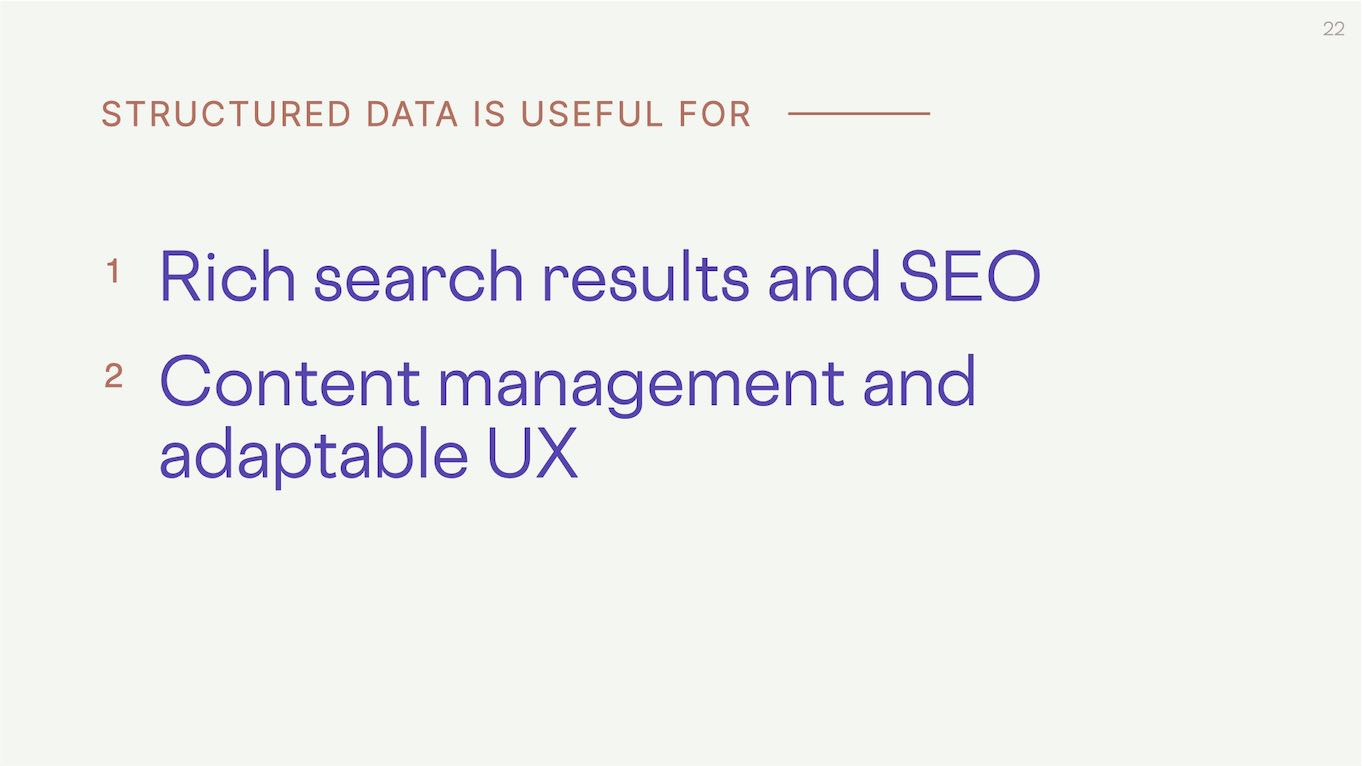 22
STRUCTURED DATA IS USEFUL FOR
1 Rich search results and SEO
2 Content management and
adaptable UX